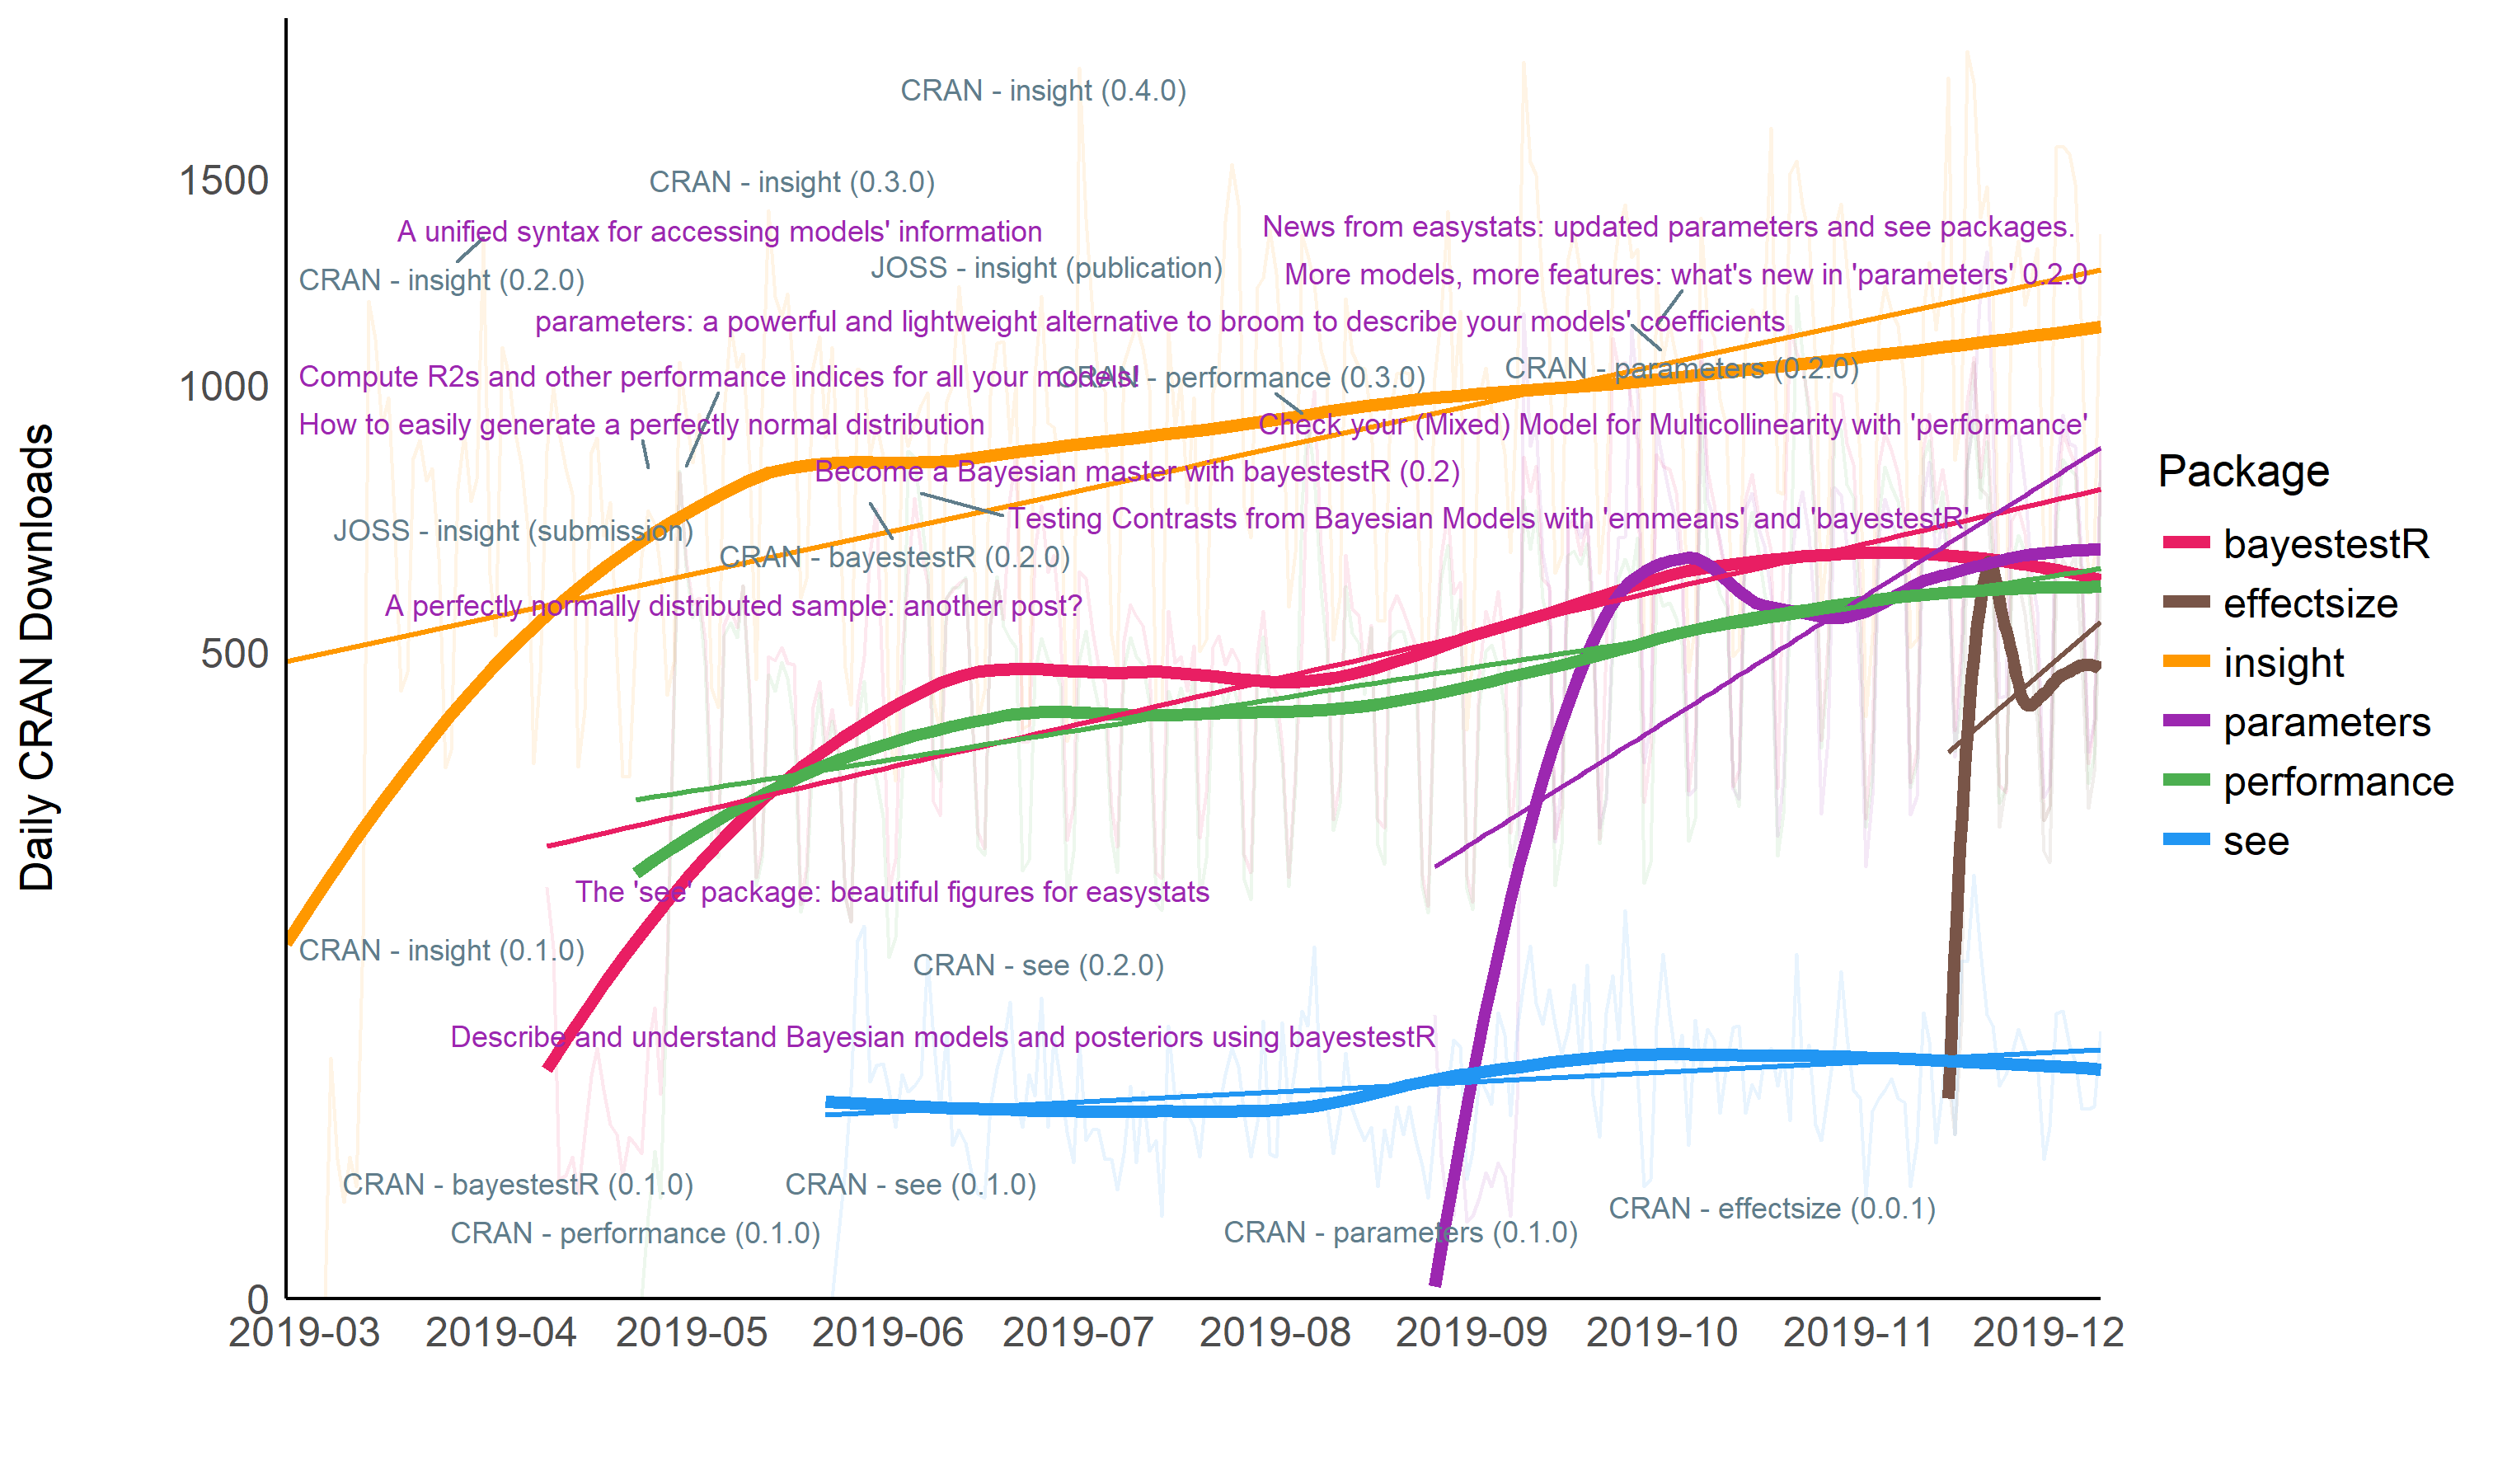 CRAN - insight (0.4.0)
1500
CRAN - insight (0.3.0)
A unified syntax for accessing models' information
News from easystats: updated parameters and see packages.
CRAN - insight (0.2.0)
JOSS - insight (publication)
More models, more features: what's new in 'parameters' 0.2.0
parameters: a powerful and lightweight alternative to broom to describe your models' coefficients
1000
Compute R2s and other performance indices for all your models!
CRAN - performance (0.3.0)
CRAN - parameters (0.2.0)
How to easily generate a perfectly normal distribution
Check your (Mixed) Model for Multicollinearity with 'performance'
Become a Bayesian master with bayestestR (0.2)
JOSS - insight (submission)
Testing Contrasts from Bayesian Models with 'emmeans' and 'bayestestR'
CRAN - bayestestR (0.2.0)
A perfectly normally distributed sample: another post?
500
Daily CRAN Downloads
The 'see' package: beautiful figures for easystats
CRAN - insight (0.1.0)
CRAN - see (0.2.0)
Describe and understand Bayesian models and posteriors using bayestestR
CRAN - bayestestR (0.1.0)
CRAN - see (0.1.0)
CRAN - performance (0.1.0)
CRAN - parameters (0.1.0)
CRAN - effectsize (0.0.1)
0
2019-03 2019-04 2019-05 2019-06 2019-07 2019-08 2019-09 2019-10 2019-11 2019-12
Package
bayestestR
effectsize
insight
parameters
performance
see